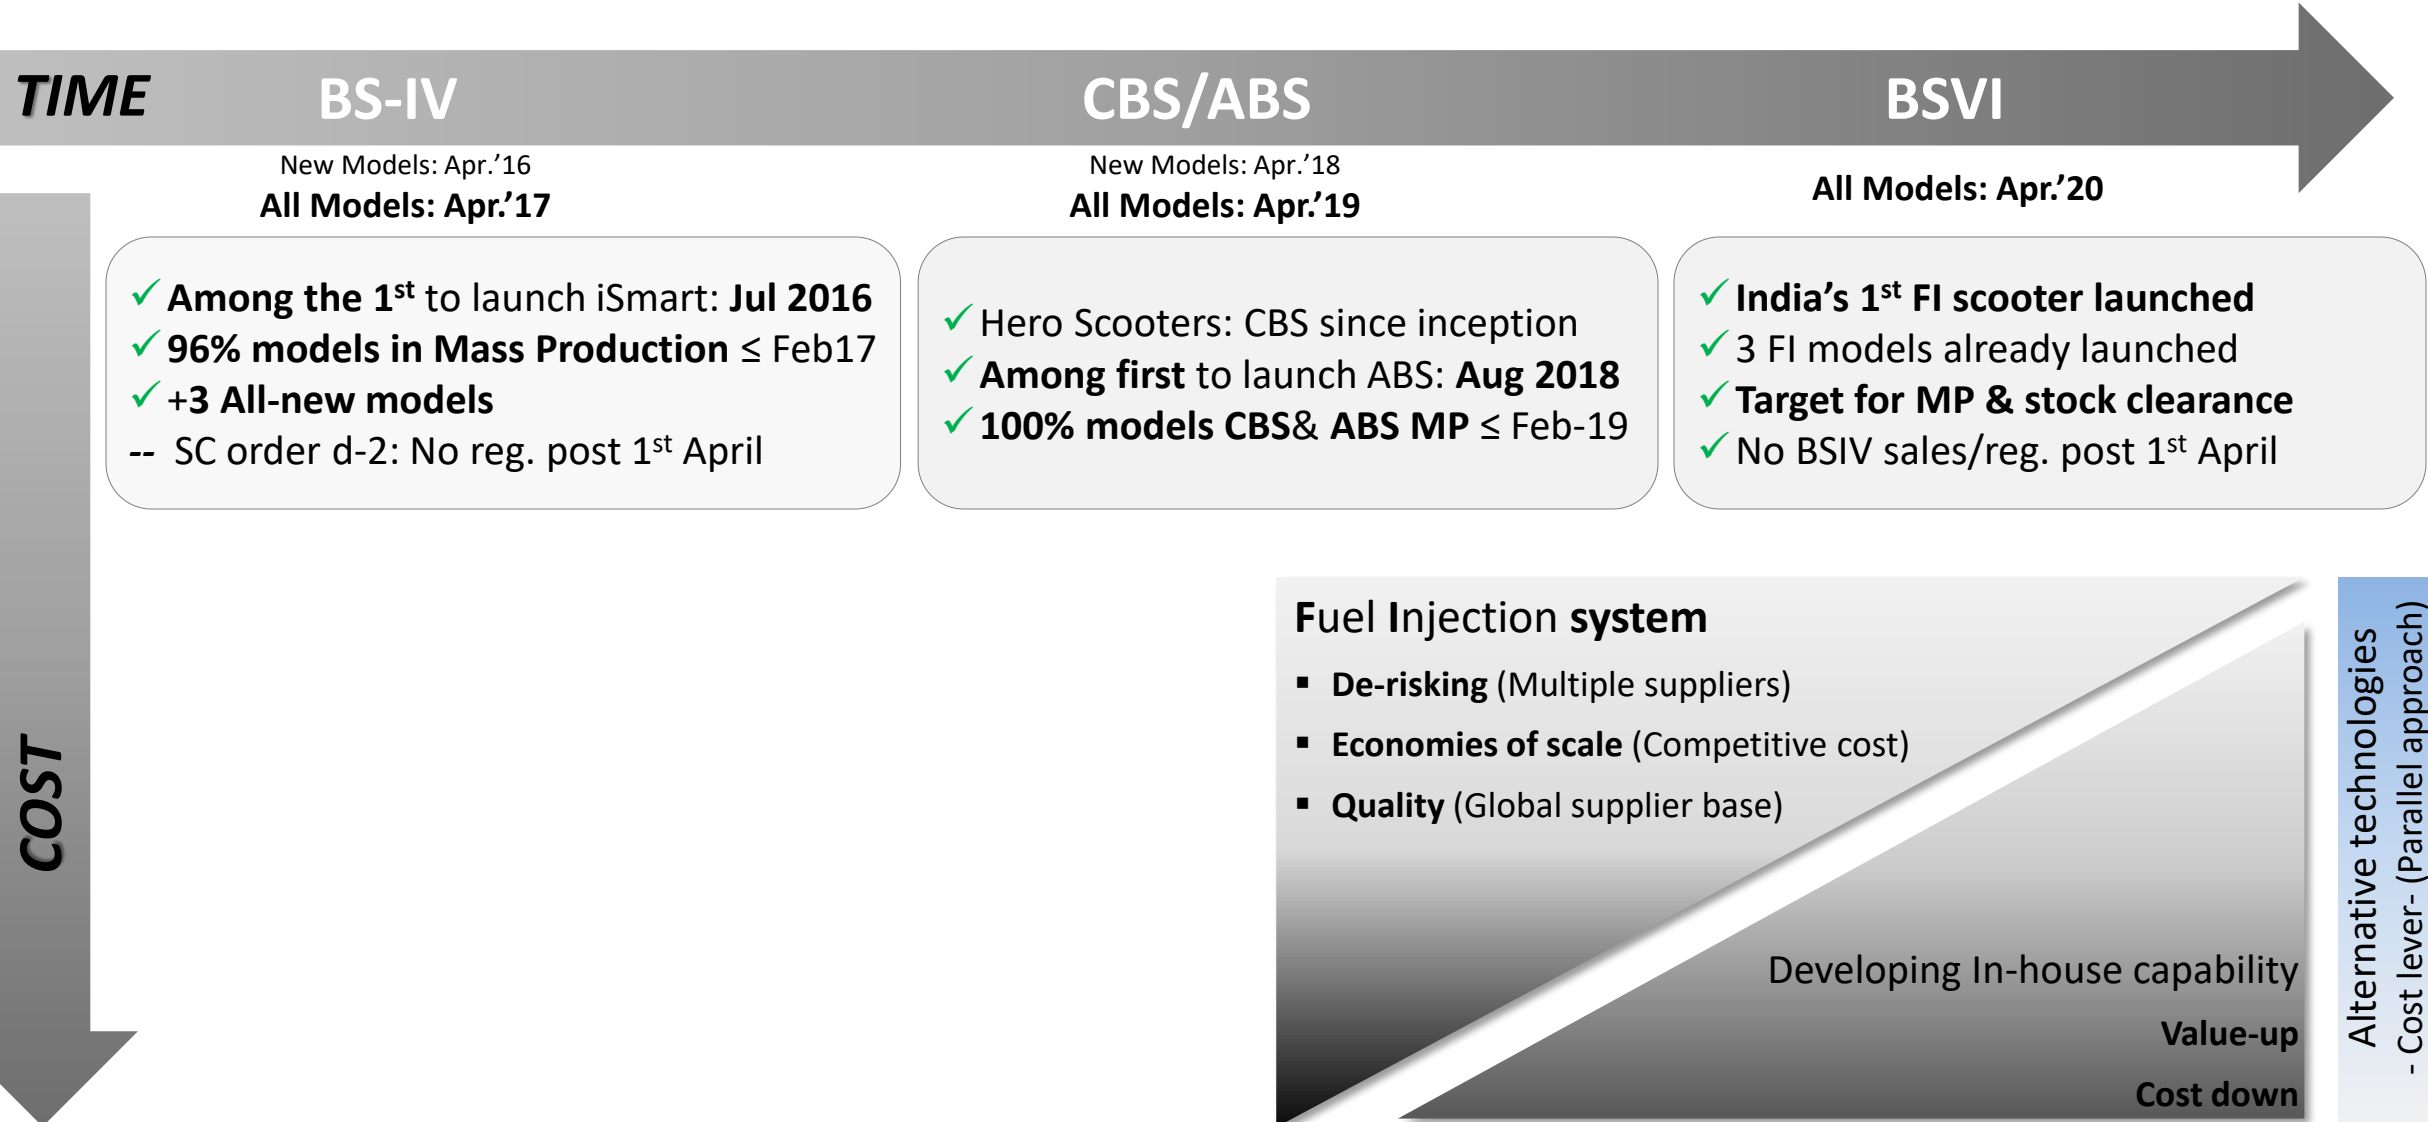 TIME
BS-IV
CBS/ABS
BSVI
New Models: Apr.’16
All Models: Apr.’17
New Models: Apr.’18
All Models: Apr.’19
All Models: Apr.’20
✓ Among the 1st to launch iSmart: Jul 2016
✓ 96% models in Mass Production ≤ Feb17
✓ +3 All-new models
-- SC order d-2: No reg. post 1st April
✓ Hero Scooters: CBS since inception
✓ Among first to launch ABS: Aug 2018
✓ 100% models CBS& ABS MP ≤ Feb-19
✓ India’s 1st FI scooter launched
✓ 3 FI models already launched
✓ Target for MP & stock clearance
✓ No BSIV sales/reg. post 1st April
COST
Fuel Injection system
▪ De-risking (Multiple suppliers)
▪ Economies of scale (Competitive cost)
▪ Quality (Global supplier base)
Developing In-house capability
Value-up
Cost down
Alternative technologies
- Cost lever- (Parallel approach)